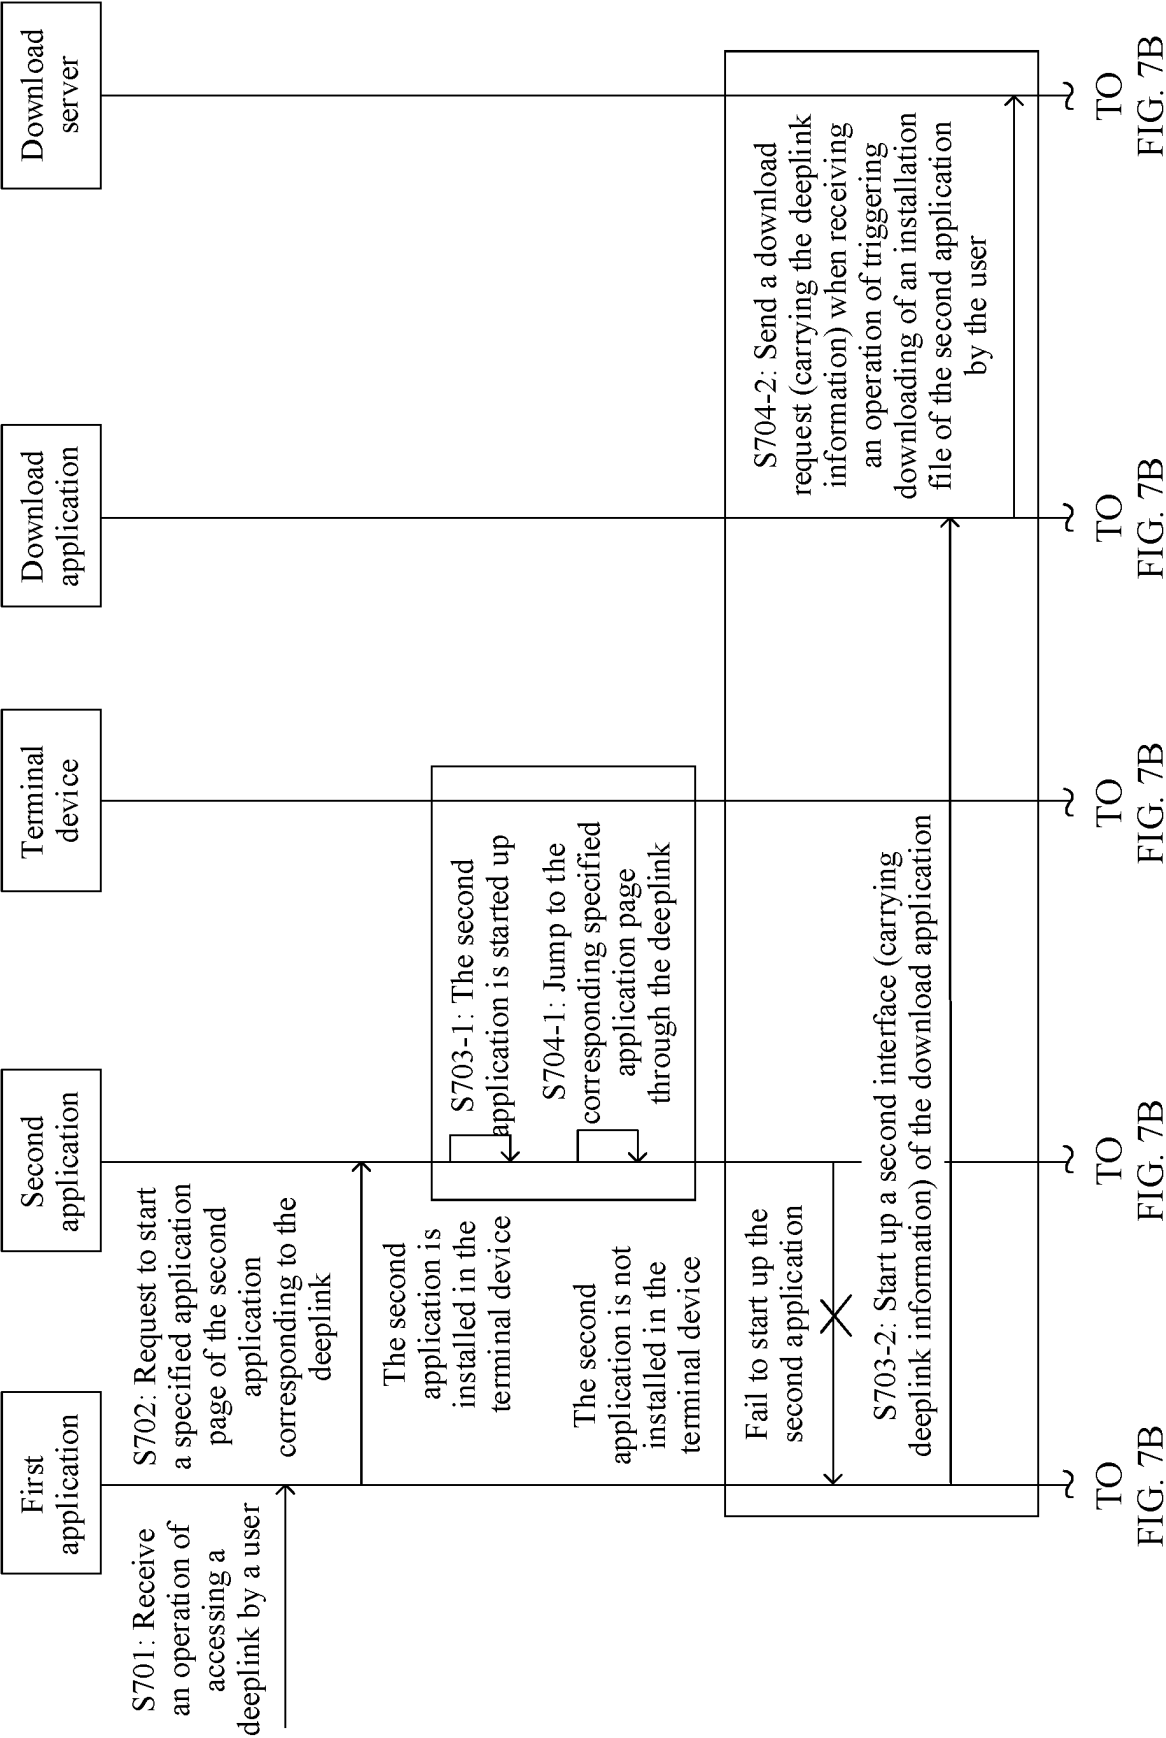 First
application
Second
application
Terminal
device
Download
application
Download
server
S701: Receive
an operation of
accessing a
deeplink by a user
S702: Request to start
a specified application
page of the second
application
corresponding to the
deeplink
The second
application is
installed in the
terminal device
S703-1: The second
application is started up
S704-1: Jump to the
corresponding specified
application page
through the deeplink
The second
application is not
installed in the
terminal device
Fail to start up the
second application
S703-2: Start up a second interface (carrying
deeplink information) of the download application
S704-2: Send a download
request (carrying the deeplink
information) when receiving
an operation of triggering
downloading of an installation
file of the second application
by the user
TO
FIG. 7B
TO
FIG. 7B
TO
FIG. 7B
TO
FIG. 7B
TO
FIG. 7B